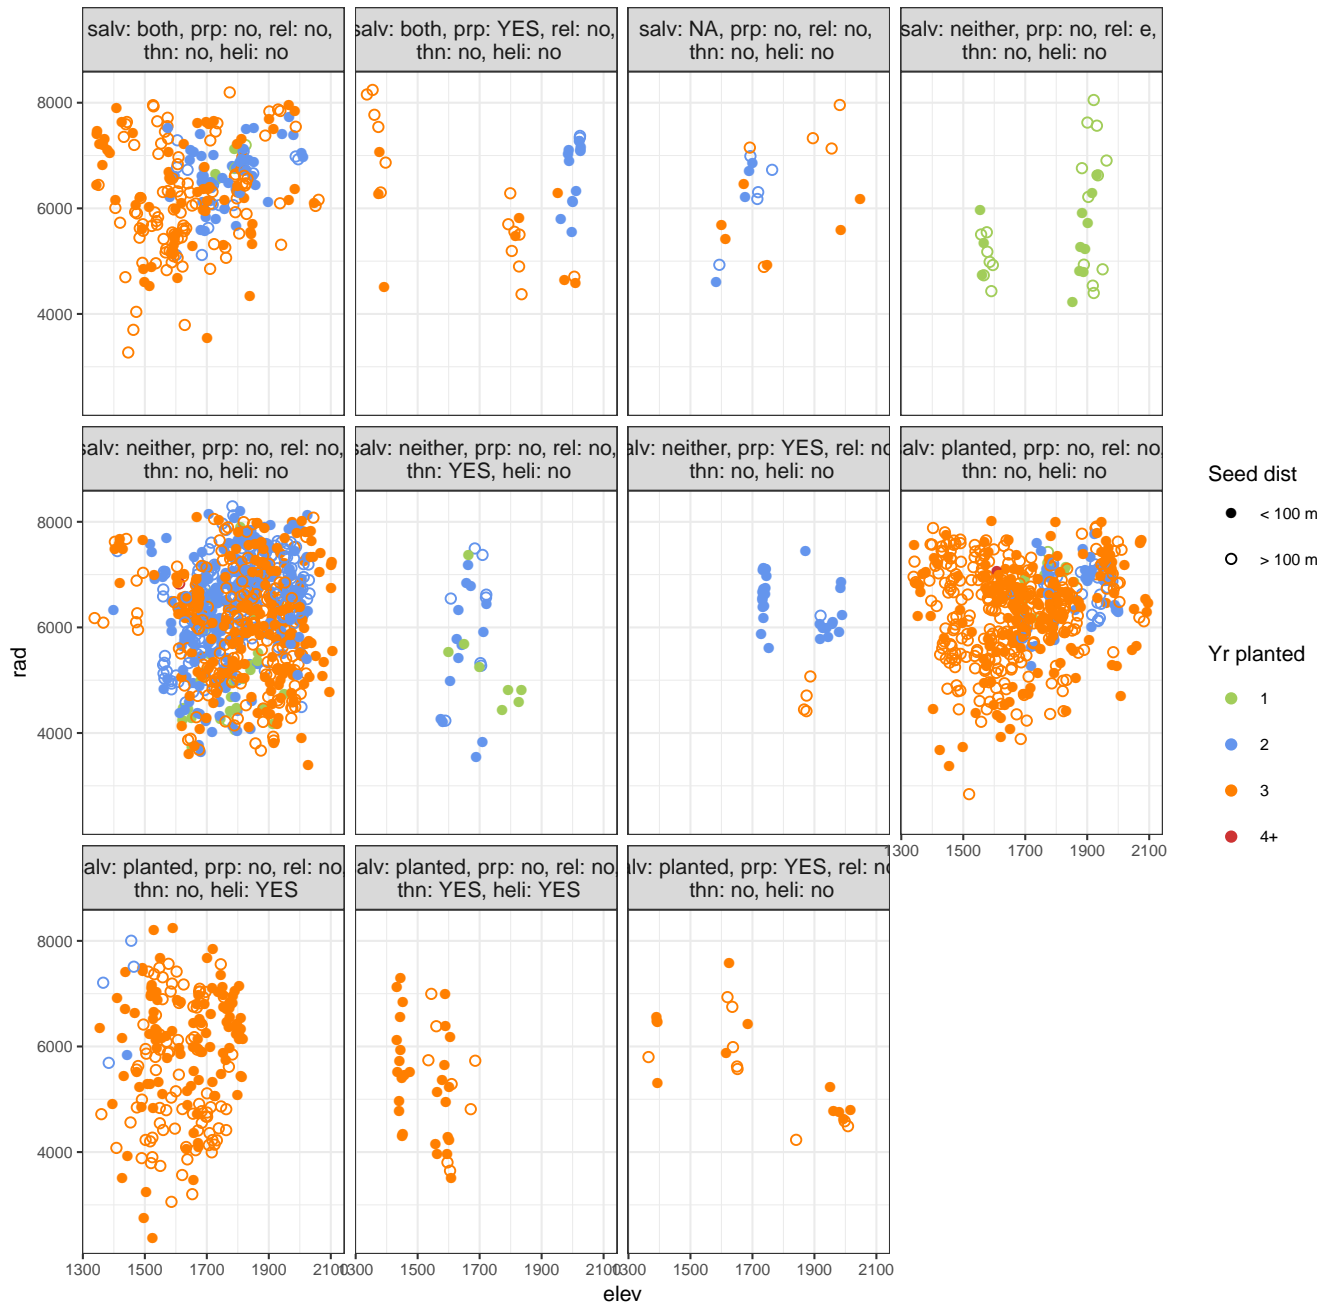 salv: both, prp: no, rel: no,
thn: no, heli: no
salv: both, prp: YES, rel: no,
thn: no, heli: no
salv: NA, prp: no, rel: no,
thn: no, heli: no
salv: neither, prp: no, rel: e,
thn: no, heli: no
8000
6000
4000
salv: neither, prp: no, rel: no,
thn: no, heli: no
salv: neither, prp: no, rel: no,
thn: YES, heli: no
salv: neither, prp: YES, rel: no
thn: no, heli: no
salv: planted, prp: no, rel: no,
thn: no, heli: no
8000
6000
4000
rad
1300 1500 1700 1900 2100
alv: planted, prp: no, rel: no,
thn: no, heli: YES
alv: planted, prp: no, rel: no,
thn: YES, heli: YES
alv: planted, prp: YES, rel: no
thn: no, heli: no
8000
6000
4000
1300 1500 1700 1900 2100
1500 1700 1900 2100
1500 1700 1900 2100
elev
Seed dist
< 100 m
> 100 m
Yr planted
1
2
3
4+